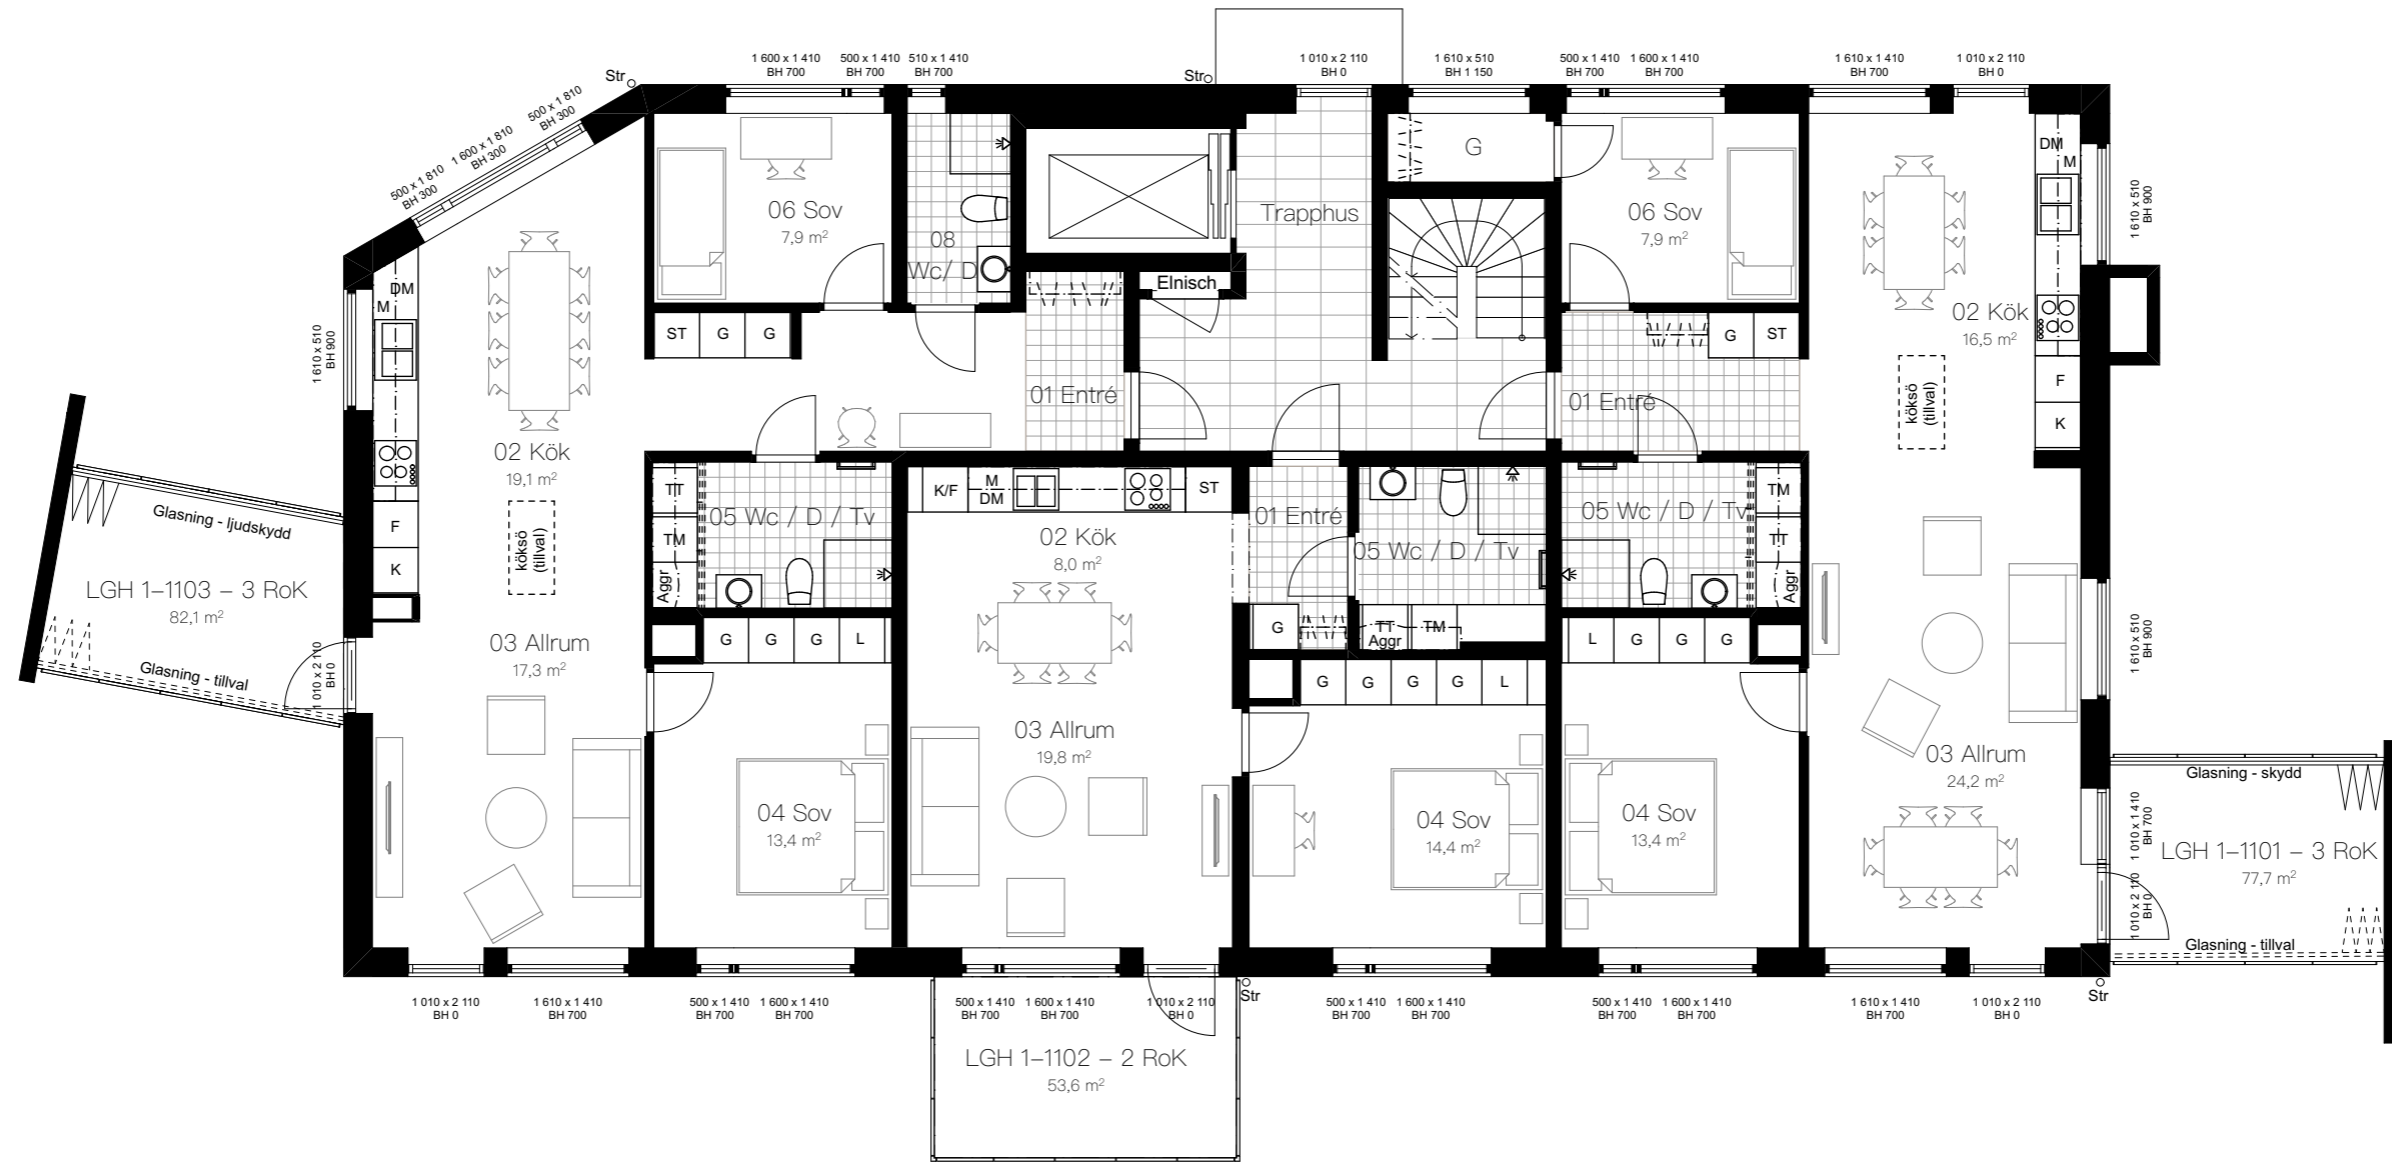 1 600 x 1 410
BH 700
500 x 1 410
BH 700
510 x 1 410
BH 700
1 010 x 2 110
BH 0
1 610 x 510
BH 1 150
500 x 1 410
BH 700
1 600 x 1 410
BH 700
1 610 x 1 410
BH 700
1 010 x 2 110
BH 0
Str
Str
500 x 1 810
BH 300
1 600 x 1 810
BH 300
500 x 1 810
BH 300
G
DM
M
1 610 x 510
BH 900
06 Sov
7,9 m²
08
Wc/ D
Trapphus
06 Sov
7,9 m²
DM
M
Elnisch
02 Kök
16,5 m²
1 610 x 510
BH 900
ST
G
G
G
ST
F
K
kökö
(tillval)
01 Entré
01 Entré
02 Kök
19,1 m²
F
K
köksö
(tillval)
TT
TM
Aggr
05 Wc / D / Tv
K/F
M
DM
ST
02 Kök
8,0 m²
01 Entré
05 Wc / D / Tv
05 Wc / D / Tv
TM
TT
Aggr
Glasning - ljudskydd
LGH 1–1103 – 3 RoK
82,1 m²
Glasning - tillval
1 010 x 2 110
BH 0
03 Allrum
17,3 m²
G
G
G
L
G
TT
Aggr
TM
L
G
G
G
1 610 x 510
BH 900
G
G
G
G
L
03 Allrum
19,8 m²
03 Allrum
24,2 m²
04 Sov
13,4 m²
04 Sov
14,4 m²
04 Sov
13,4 m²
Glasning - skydd
1 010 x 1 410
BH 700
LGH 1–1101 – 3 RoK
77,7 m²
1 010 x 2 110
BH 0
Glasning - tillval
Str
Str
1 010 x 2 110
BH 0
1 610 x 1 410
BH 700
500 x 1 410
BH 700
1 600 x 1 410
BH 700
500 x 1 410
BH 700
1 600 x 1 410
BH 700
1 010 x 2 110
BH 0
500 x 1 410
BH 700
1 600 x 1 410
BH 700
500 x 1 410
BH 700
1 600 x 1 410
BH 700
1 610 x 1 410
BH 700
1 010 x 2 110
BH 0
LGH 1–1102 – 2 RoK
53,6 m²